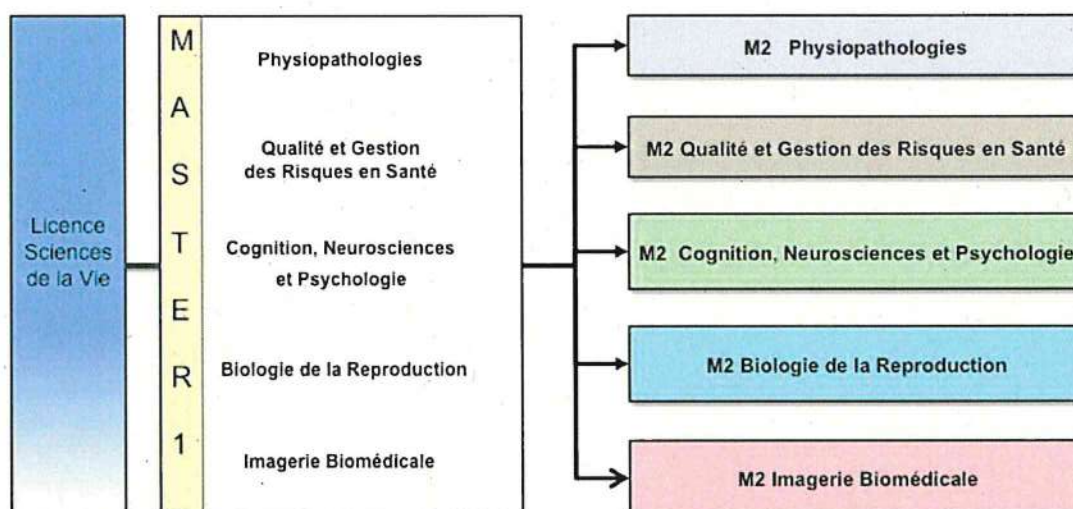 Licence
Sciences
de la Vie
M
A
S
T
E
R
1
Physiopathologies
Qualité et Gestion
des Risques en Santé
Cognition, Neurosciences
et Psychologie
Biologie de la Reproduction
Imagerie Biomédicale
M2 Physiopathologies
M2 Qualité et Gestion des Risques en Santé
M2 Cognition, Neurosciences et Psychologie
M2 Biologie de la Reproduction
M2 Imagerie Biomédicale